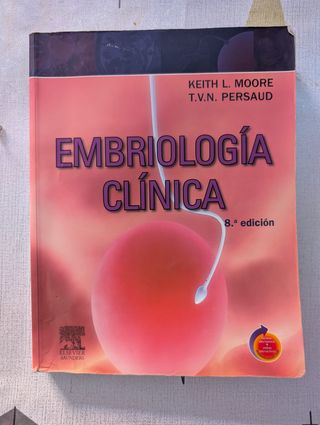 KEITH L. MOORE
T.V.N. PERSAUD
EMBRIOLOGÍA
CLÍNICA
8.ª edición
ELSEVIER
SAUNDERS